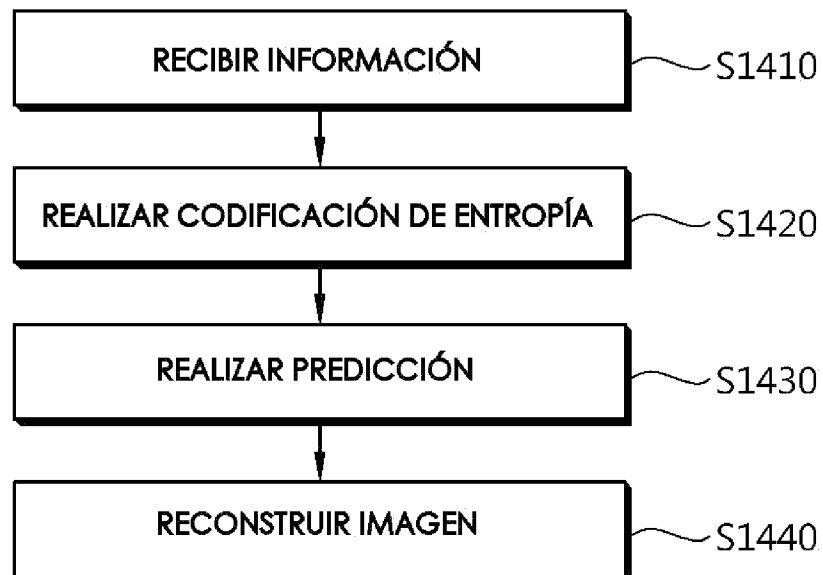 RECIBIR INFORMACIÓN
S1410
REALIZAR CODIFICACIÓN DE ENTROPÍA
S1420
REALIZAR PREDICCIÓN
S1430
RECONSTRUIR IMAGEN
S1440